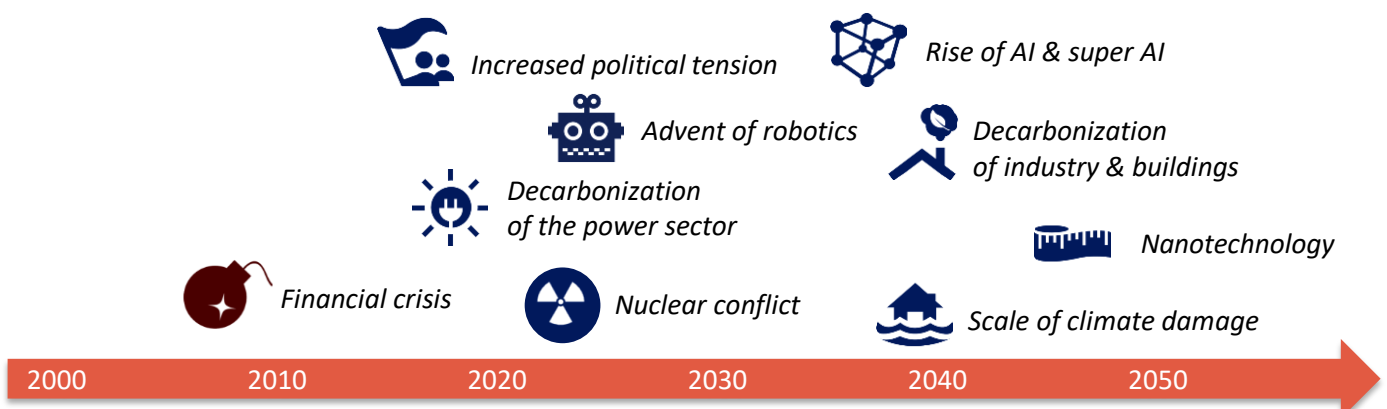 Increased political tension
Rise of AI & super AI
Advent of robotics
Decarbonization
of industry & buildings
Decarbonization
of the power sector
Nanotechnology
Financial crisis
Nuclear conflict
Scale of climate damage
2000 2010 2020 2030 2040 2050